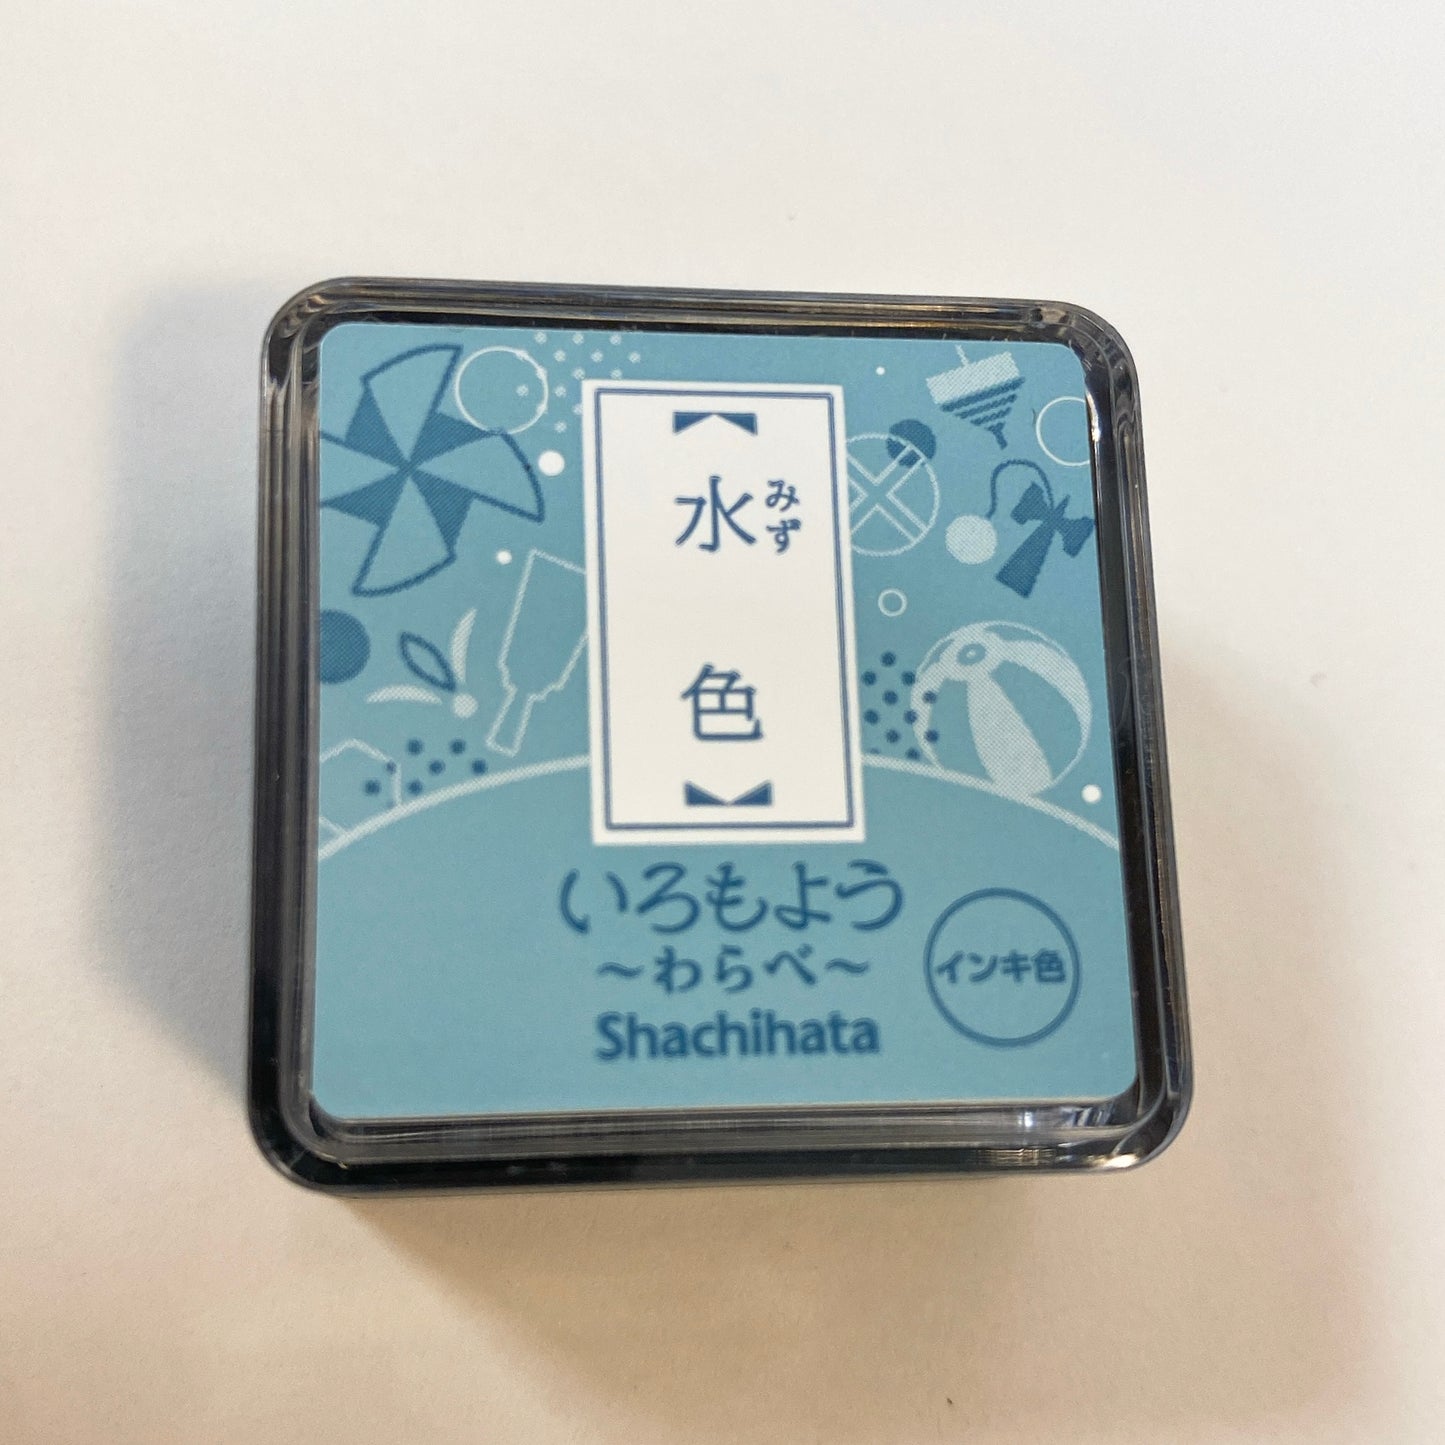 【水色】
みず
いろもよう
～わらべ～
Shachihata
インキ色